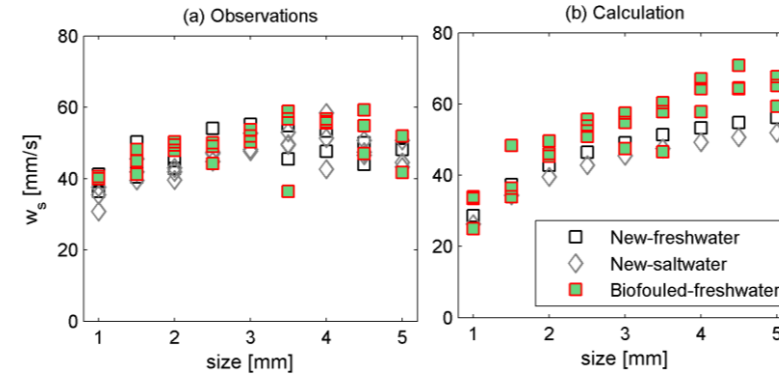 (a) Observations
(b) Calculation
80
60
40
20
0
w_s [mm/s]
1
2
3
4
5
size [mm]
80
60
40
20
0
1
2
3
4
5
size [mm]
New-freshwater
New-saltwater
Biofouled-freshwater